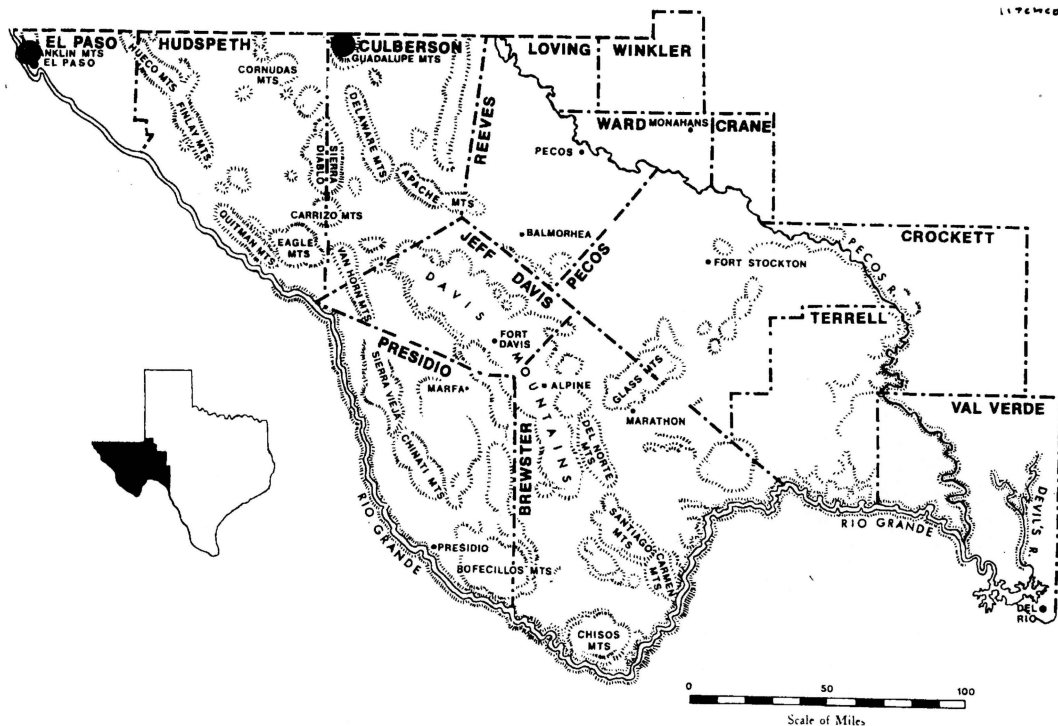 EL PASO
NKLIN MTS
EL PASO
HUECO MTS
HUDSPETH
CORNUDAS
MTS
FINLAY MTS
CULBERSON
GUADALUPE MTS
DELAWARE MTS
SIERRA
DIABLO
APACHE
MTS
REEVES
LOVING
WINKLER
WARD
MONAHANS
CRANE
PECOS
CARRIZO MTS
QUITMAN MTS
EAGLE
MTS
VAN HORN MTS
JEFF DAVIS
BALMORHEA
PECOS
FORT STOCKTON
PECOS R.
CROCKETT
TERRELL
DAVIS
MOUNTAINS
FORT
DAVIS
PRESIDIO
SIERRA VIEJA
MARFA
ALPINE
GLASS MTS
MARATHON
VAL VERDE
CHINATI MTS
BREWSTER
DEL NORTE
MTS
RIO GRANDE
PRESIDIO
BOFECILLOS MTS
SANTIAGO
MTS
CARMEN
MTS
RIO GRANDE
DEVIL'S R.
DEL
RIO
CHISOS
MTS
0 50 100
Scale of Miles